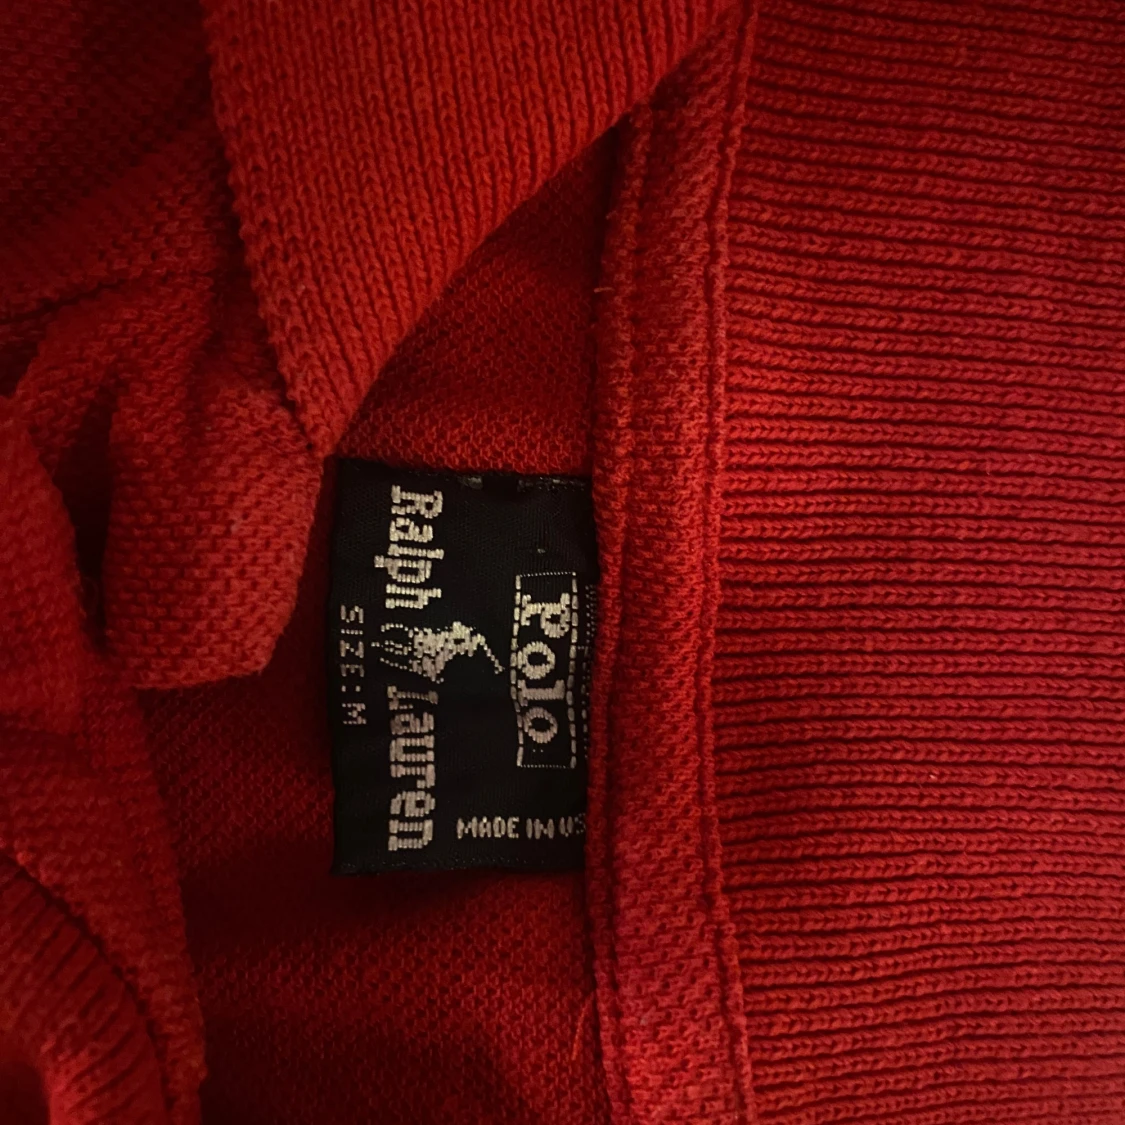 Polo
Ralph Lauren
SIZE: M
MADE IN US